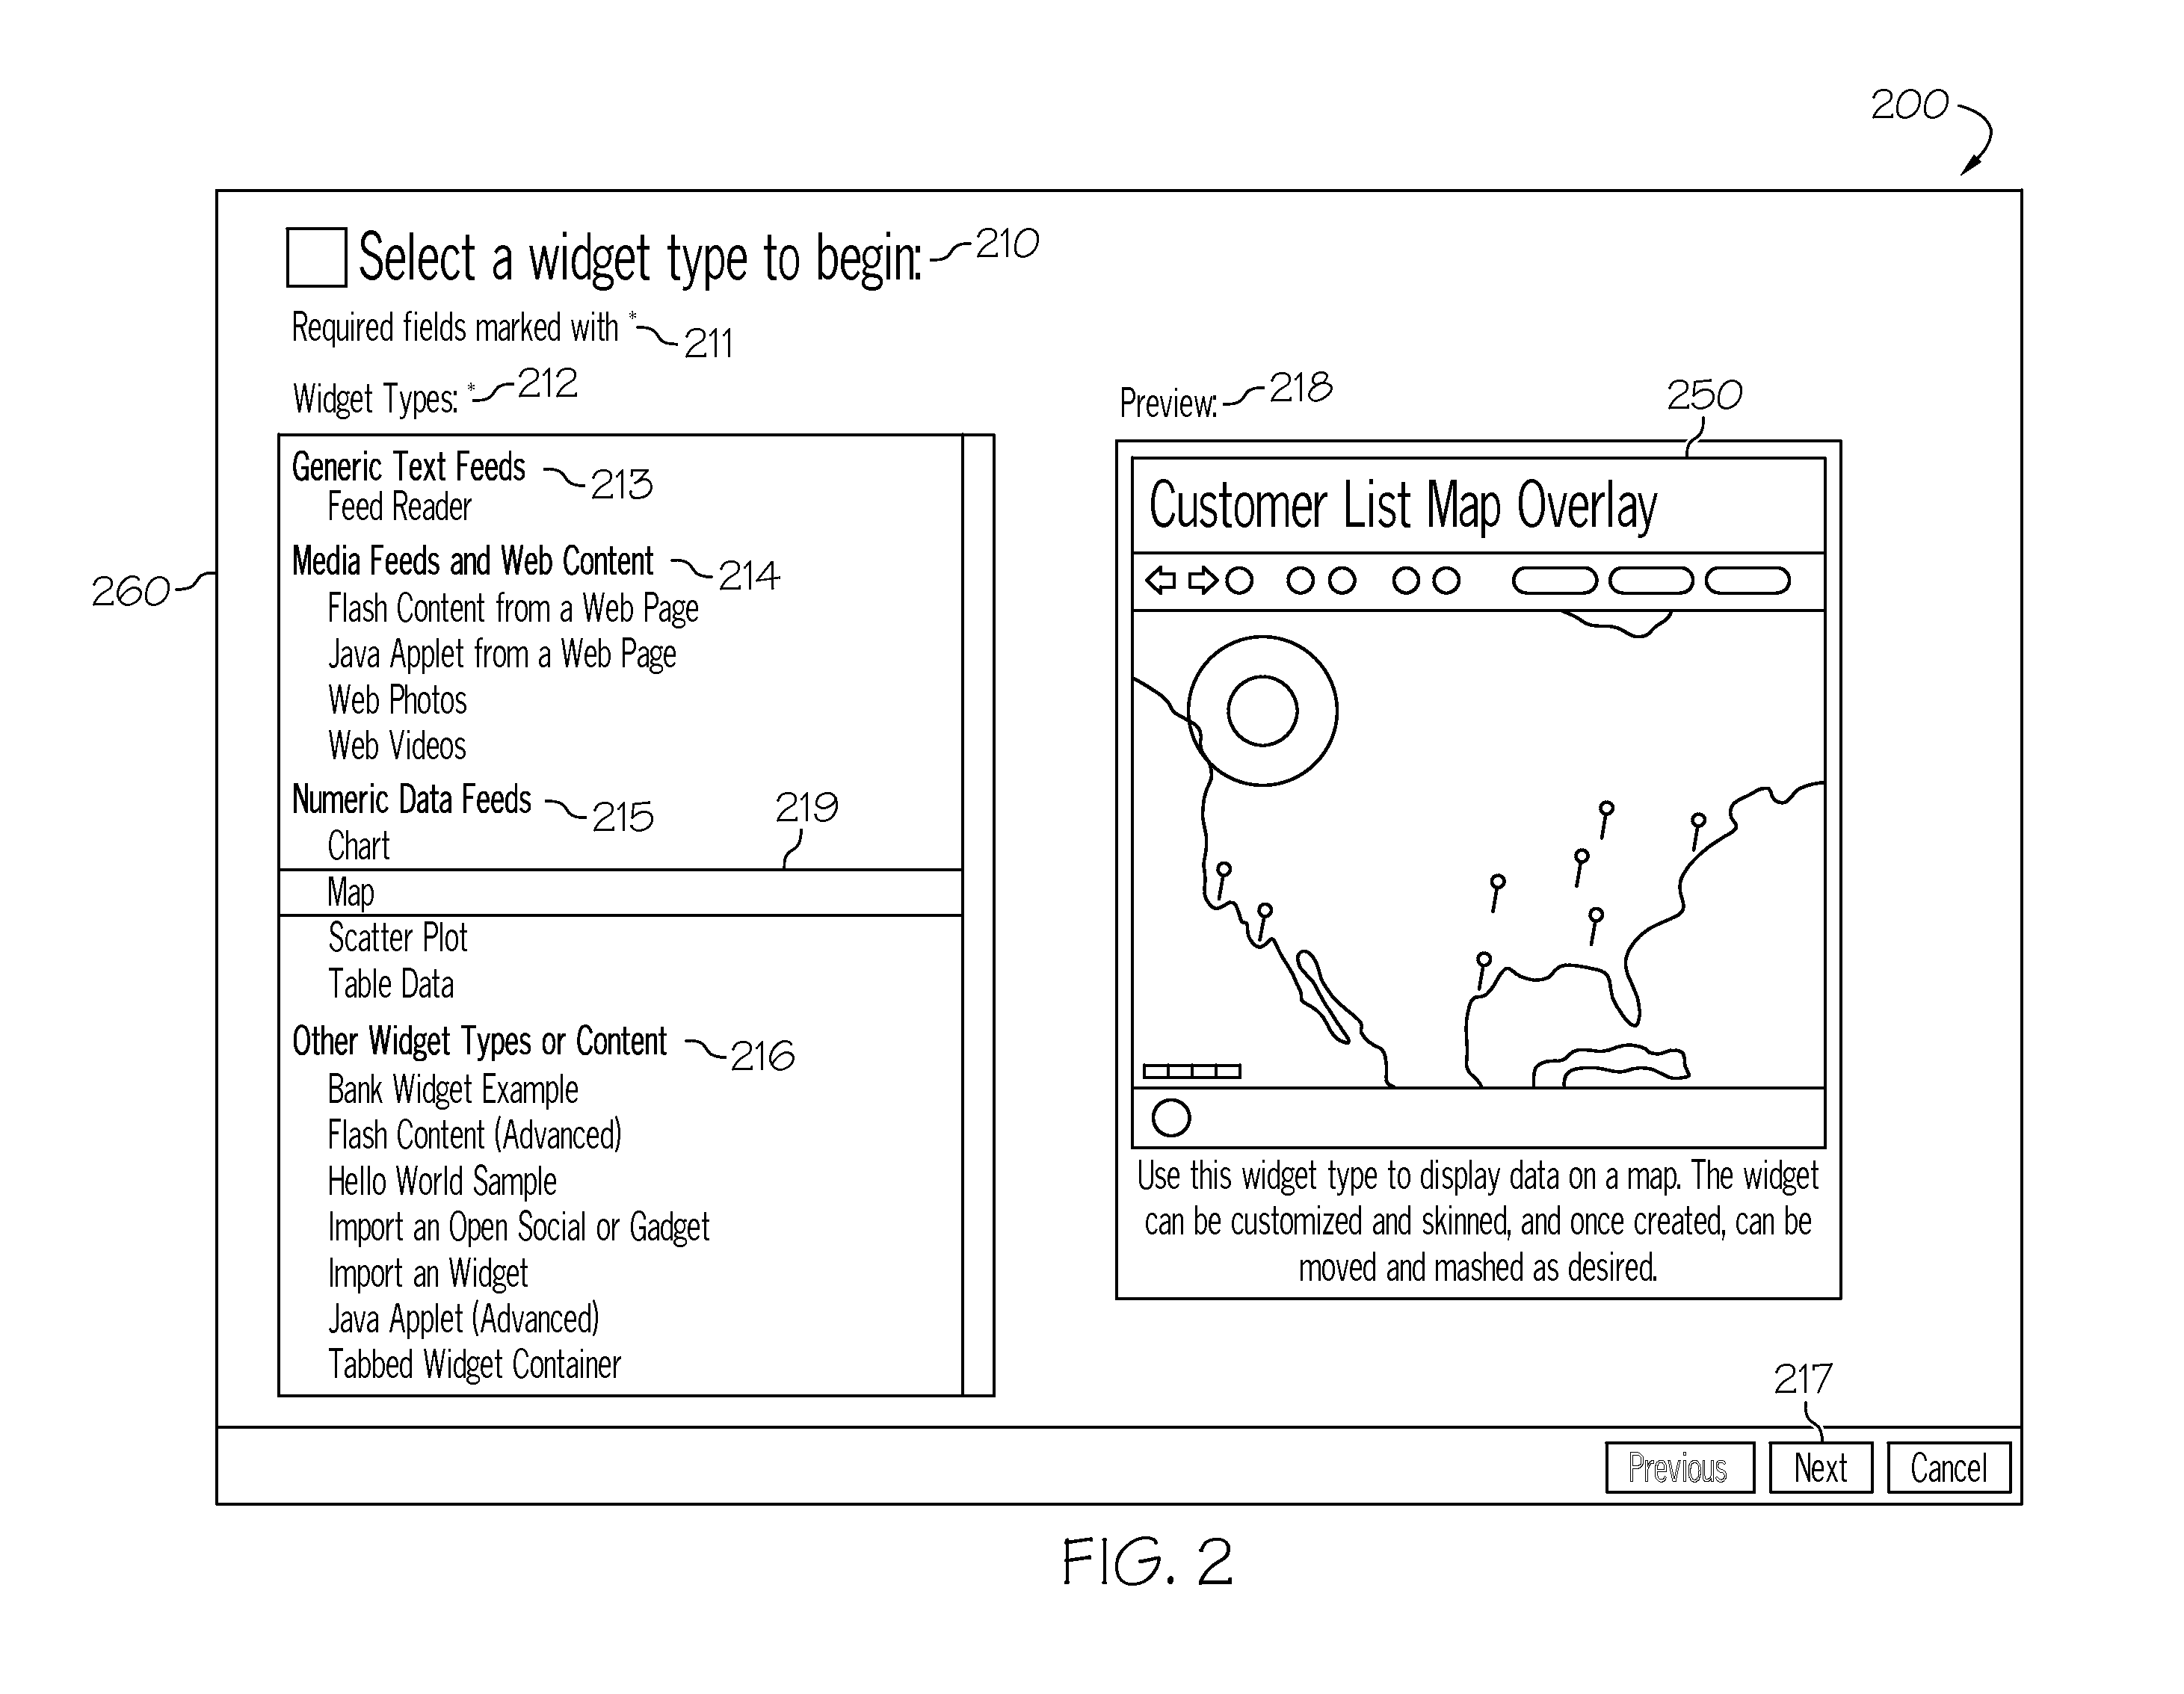 200
Select a widget type to begin: 210
Required fields marked with * 211
Widget Types: * 212
Generic Text Feeds 213
Feed Reader
Media Feeds and Web Content 214
Flash Content from a Web Page
Java Applet from a Web Page
Web Photos
Web Videos
Numeric Data Feeds 215
219
Chart
Map
Scatter Plot
Table Data
Other Widget Types or Content 216
Bank Widget Example
Flash Content (Advanced)
Hello World Sample
Import an Open Social or Gadget
Import an Widget
Java Applet (Advanced)
Tabbed Widget Container
260
Preview: 218
250
Customer List Map Overlay
Use this widget type to display data on a map. The widget
can be customized and skinned, and once created, can be
moved and mashed as desired.
217
Previous Next Cancel
FIG. 2